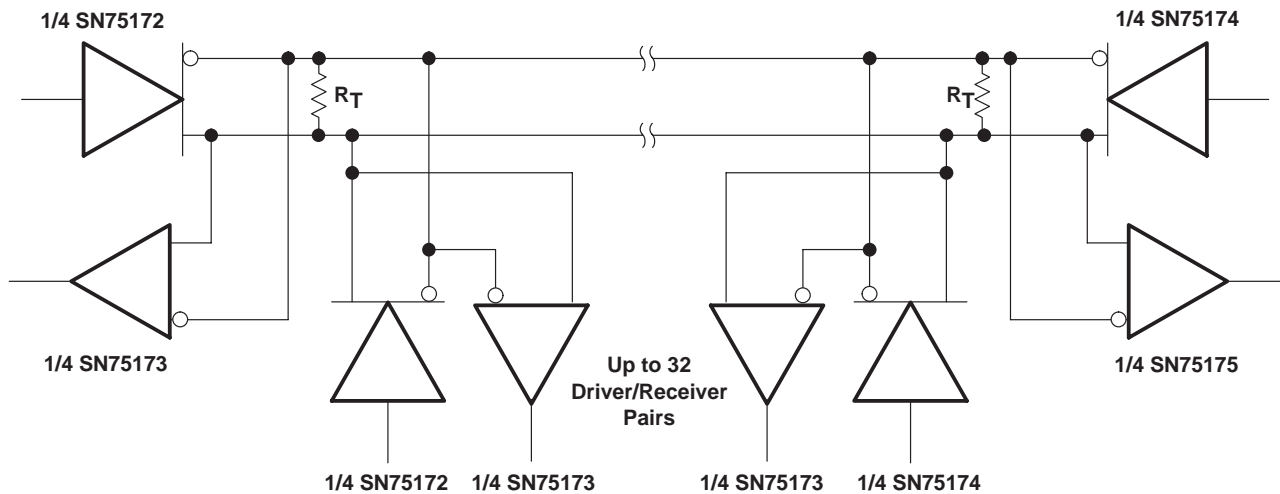 1/4 SN75172
1/4 SN75174
RT
RT
1/4 SN75173
Up to 32
Driver/Receiver
Pairs
1/4 SN75175
1/4 SN75172
1/4 SN75173
1/4 SN75173
1/4 SN75174